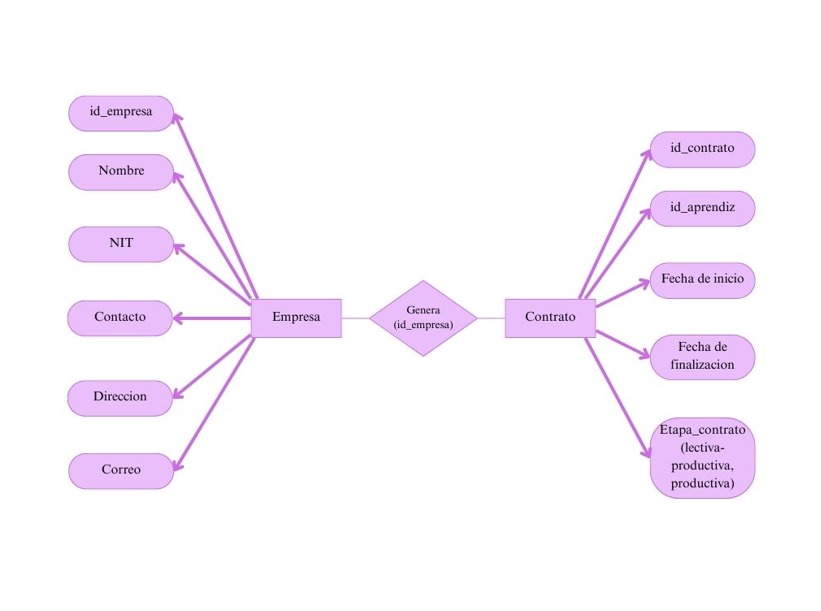 id_empresa
Nombre
NIT
Contacto
Direccion
Correo
Empresa
Genera
(id_empresa)
Contrato
id_contrato
id_aprendiz
Fecha de inicio
Fecha de
finalizacion
Etapa_contrato
(lectiva-
productiva,
productiva)